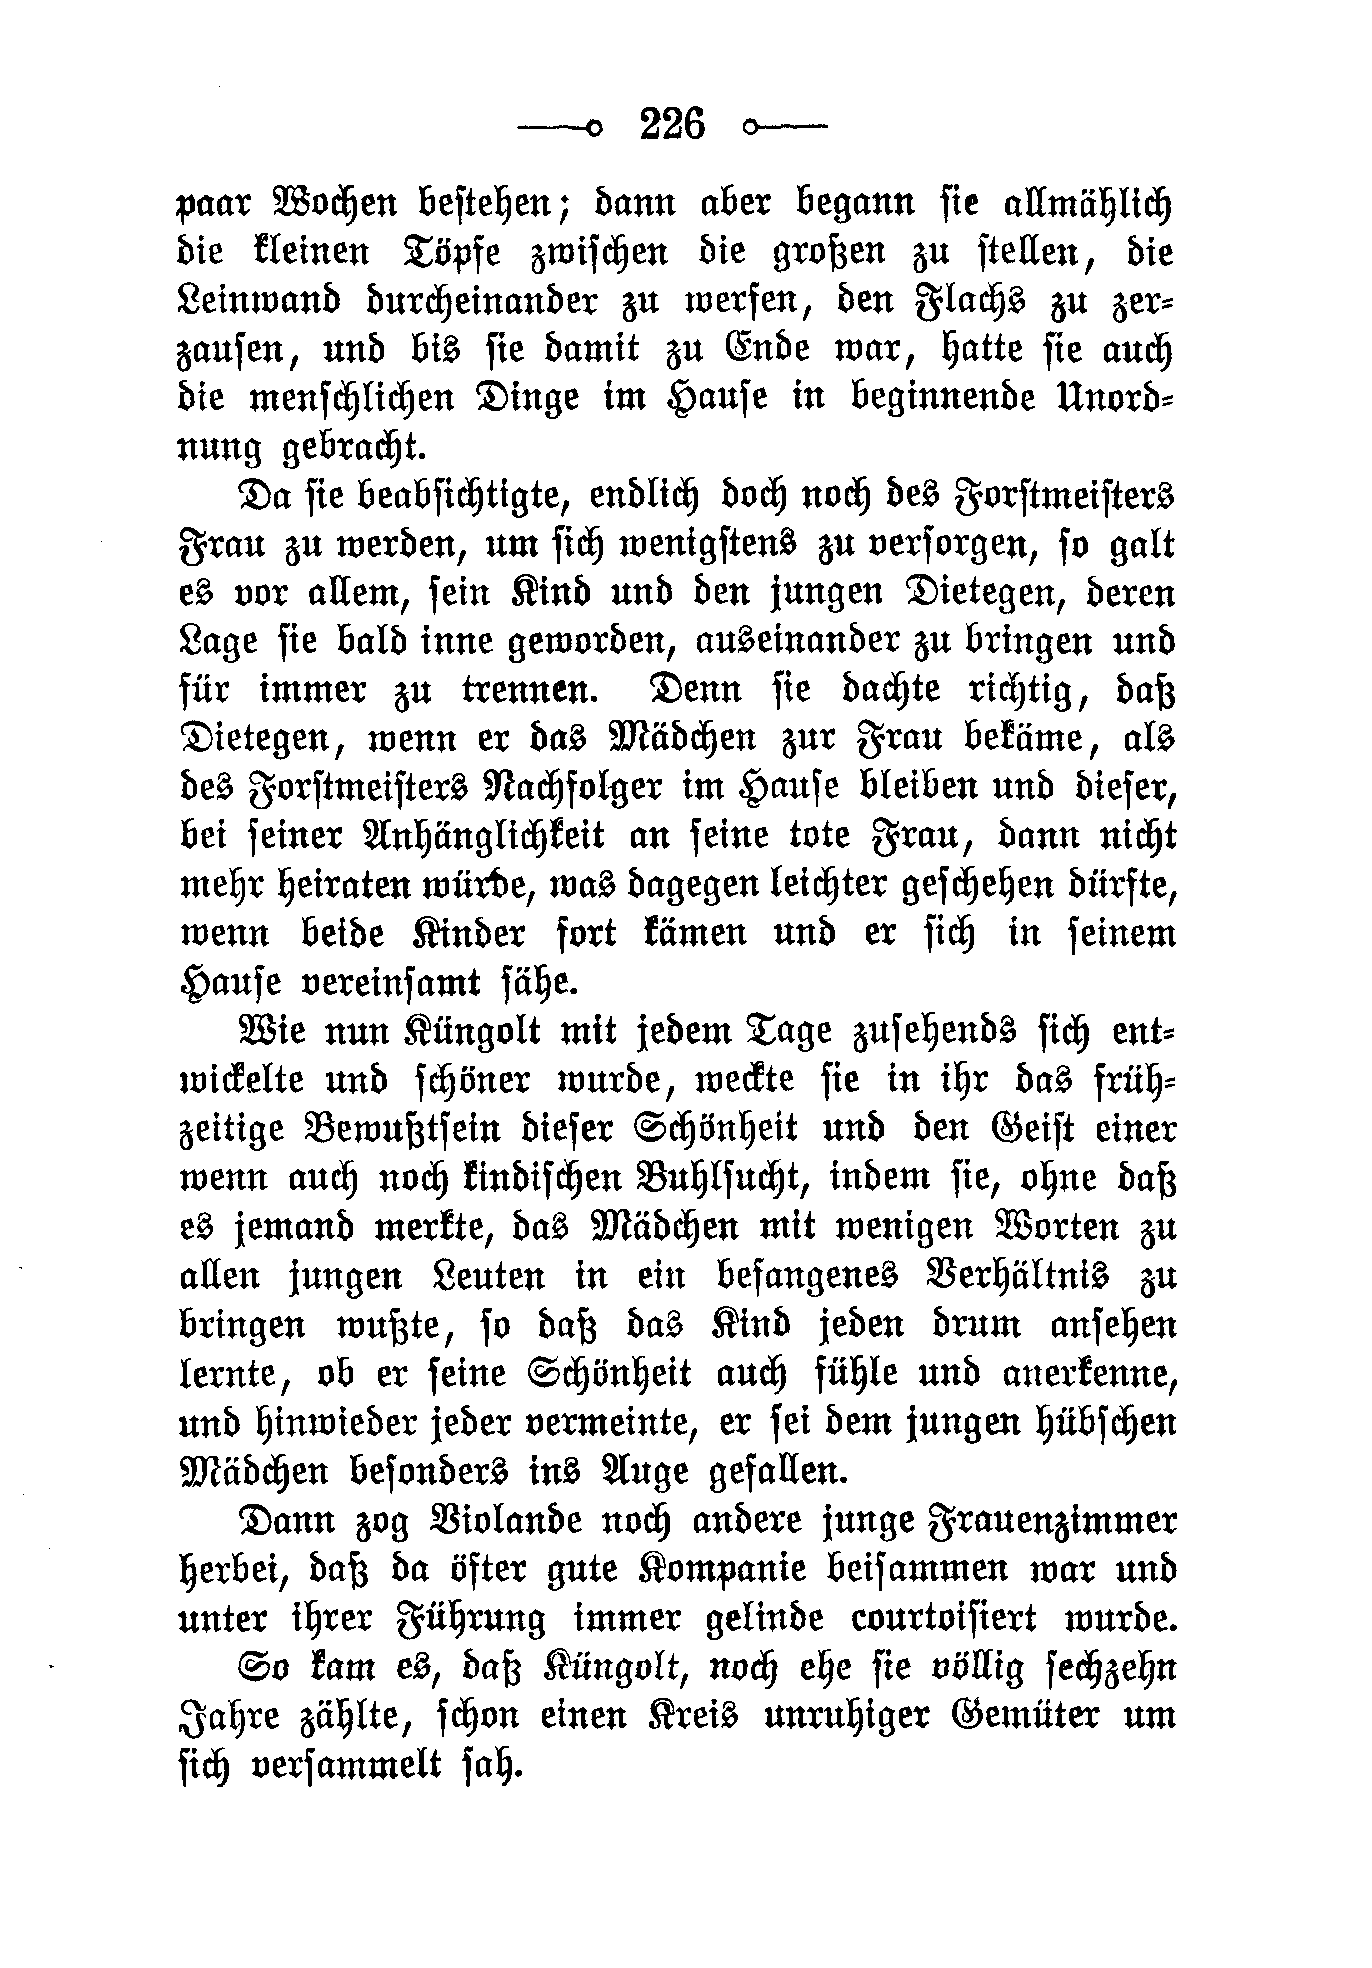 226
paar Wochen bestehen; dann aber begann sie allmählich
die kleinen Töpfe zwischen die großen zu stellen, die
Leinwand durcheinander zu werfen, den Flachs zu zer-
zausen, und bis sie damit zu Ende war, hatte sie auch
die menschlichen Dinge im Hause in beginnende Unord-
nung gebracht.
Da sie beabsichtigte, endlich doch noch des Forstmeisters
Frau zu werden, um sich wenigstens zu versorgen, so galt
es vor allem, sein Kind und den jungen Dietegen, deren
Lage sie bald inne geworden, auseinander zu bringen und
für immer zu trennen. Denn sie dachte richtig, daß
Dietegen, wenn er das Mädchen zur Frau bekäme, als
des Forstmeisters Nachfolger im Hause bleiben und dieser,
bei seiner Anhänglichkeit an seine tote Frau, dann nicht
mehr heiraten würde, was dagegen leichter geschehen dürfte,
wenn beide Kinder fort kämen und er sich in seinem
Hause vereinsamt sähe.
Wie nun Küngolt mit jedem Tage zusehends sich ent-
wickelte und schöner wurde, weckte sie in ihr das früh-
zeitige Bewußtsein dieser Schönheit und den Geist einer
wenn auch noch kindischen Buhlsucht, indem sie, ohne daß
es jemand merkte, das Mädchen mit wenigen Worten zu
allen jungen Leuten in ein befangenes Verhältnis zu
bringen wußte, so daß das Kind jeden drum ansehen
lernte, ob er seine Schönheit auch fühle und anerkenne,
und hinwieder jeder vermeinte, er sei dem jungen hübschen
Mädchen besonders ins Auge gefallen.
Dann zog Violande noch andere junge Frauenzimmer
herbei, daß da öfter gute Kompanie beisammen war und
unter ihrer Führung immer gelinde courtoisiert wurde.
So kam es, daß Küngolt, noch ehe sie völlig sechzehn
Jahre zählte, schon einen Kreis unruhiger Gemüter um
sich versammelt sah.